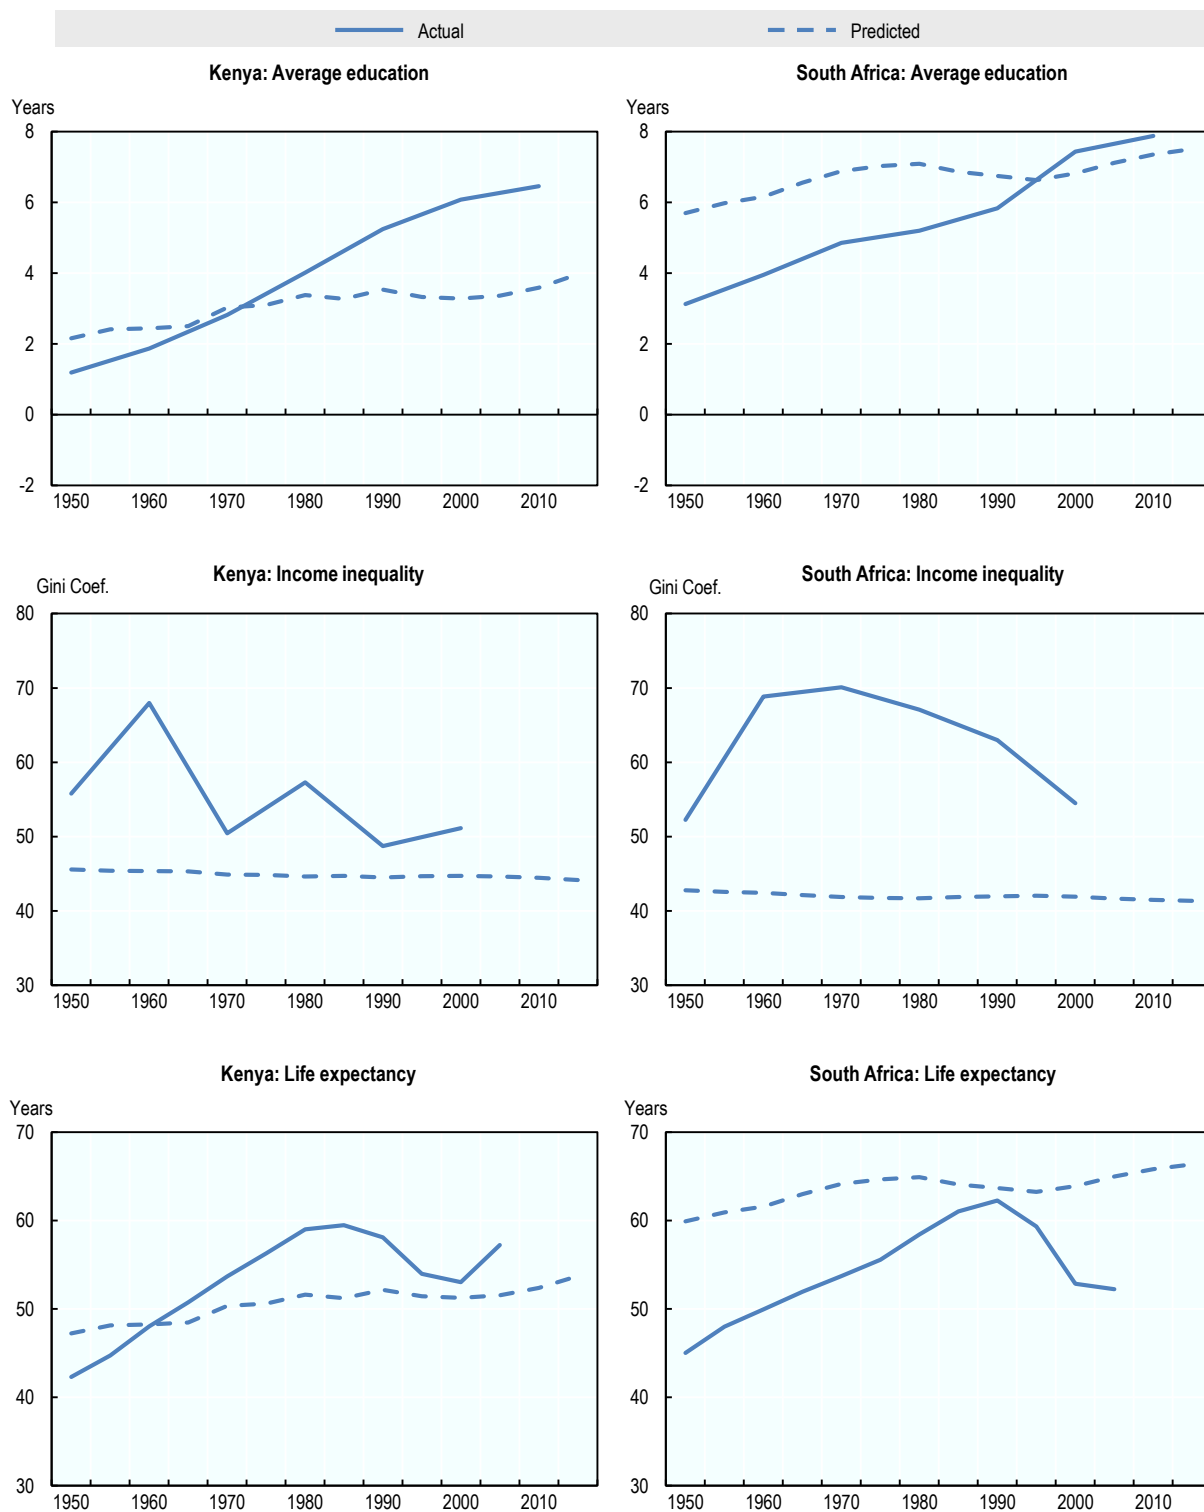 Actual Predicted
Kenya: Average education
Years
8
6
4
2
0
-2
1950 1960 1970 1980 1990 2000 2010
South Africa: Average education
Years
8
6
4
2
0
-2
1950 1960 1970 1980 1990 2000 2010
Kenya: Income inequality
Gini Coef.
80
70
60
50
40
30
1950 1960 1970 1980 1990 2000 2010
South Africa: Income inequality
Gini Coef.
80
70
60
50
40
30
1950 1960 1970 1980 1990 2000 2010
Kenya: Life expectancy
Years
70
60
50
40
30
1950 1960 1970 1980 1990 2000 2010
South Africa: Life expectancy
Years
70
60
50
40
30
1950 1960 1970 1980 1990 2000 2010